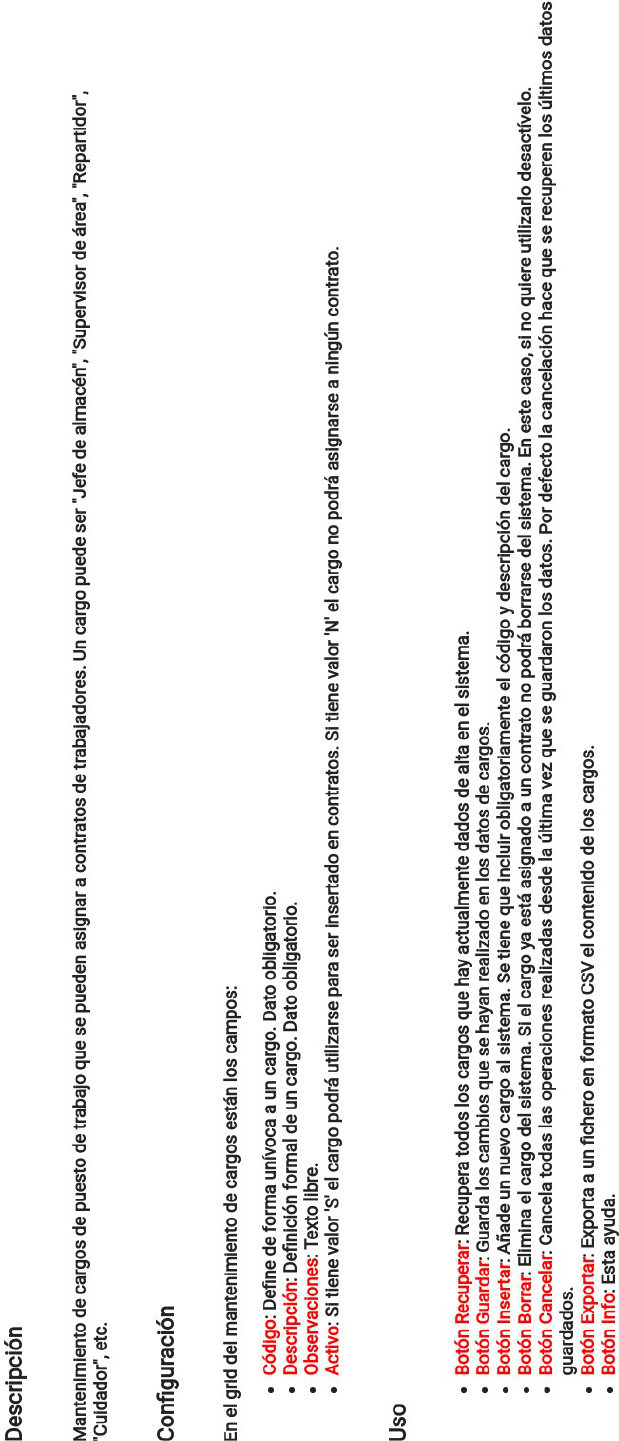 Descripción
Mantenimiento de cargos de puesto de trabajo que se pueden asignar a contratos de trabajadores. Un cargo puede ser "Jefe de almacén", "Supervisor de área", "Repartidor",
"Cuidador", etc.
Configuración
En el grid del mantenimiento de cargos están los campos:
• Código: Define de forma unívoca a un cargo. Dato obligatorio.
• Descripción: Definición formal de un cargo. Dato obligatorio.
• Observaciones: Texto libre.
• Activo: Si tiene valor 'S' el cargo podrá utilizarse para ser insertado en contratos. Si tiene valor 'N' el cargo no podrá asignarse a ningún contrato.
Uso
• Botón Recuperar: Recupera todos los cargos que hay actualmente dados de alta en el sistema.
• Botón Guardar: Guarda los cambios que se hayan realizado en los datos de cargos.
• Botón Insertar: Añade un nuevo cargo al sistema. Se tiene que incluir obligatoriamente el código y descripción del cargo.
• Botón Borrar: Elimina el cargo del sistema. Si el cargo ya está asignado a un contrato no podrá borrarse del sistema. En este caso, si no quiere utilizarlo desactívelo.
• Botón Cancelar: Cancela todas las operaciones realizadas desde la última vez que se guardaron los datos. Por defecto la cancelación hace que se recuperen los últimos datos
guardados.
• Botón Exportar: Exporta a un fichero en formato CSV el contenido de los cargos.
• Botón Info: Esta ayuda.